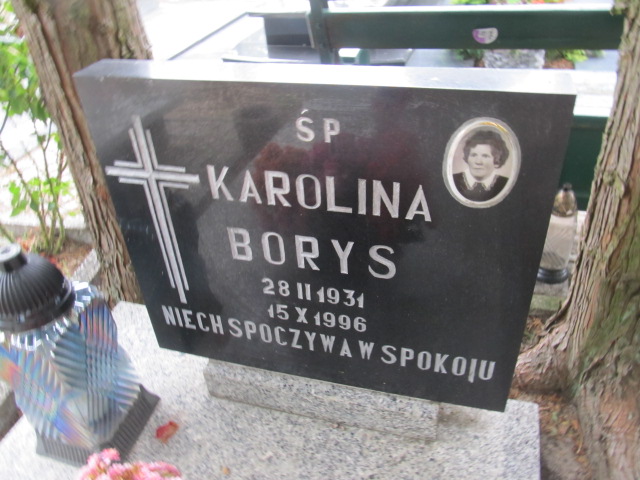 ŚP
KAROLINA
BORYS
28 II 1931
15 X 1996
NIECH SPOCZYWA W SPOKOJU